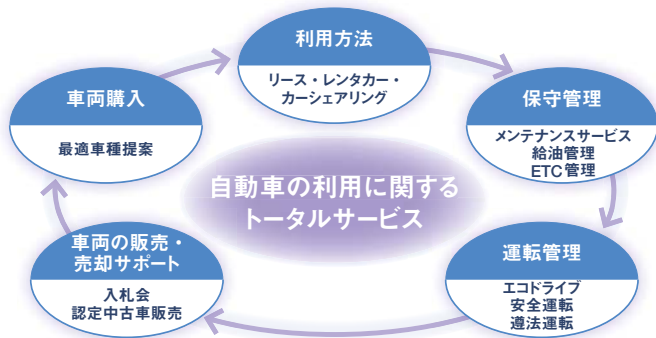 利用方法
リース・レンタカー・
カーシェアリング
車両購入
最適車種提案
保守管理
メンテナンスサービス
給油管理
ETC管理
自動車の利用に関する
トータルサービス
車両の販売・
売却サポート
入札会
認定中古車販売
運転管理
エコドライブ
安全運転
遵法運転